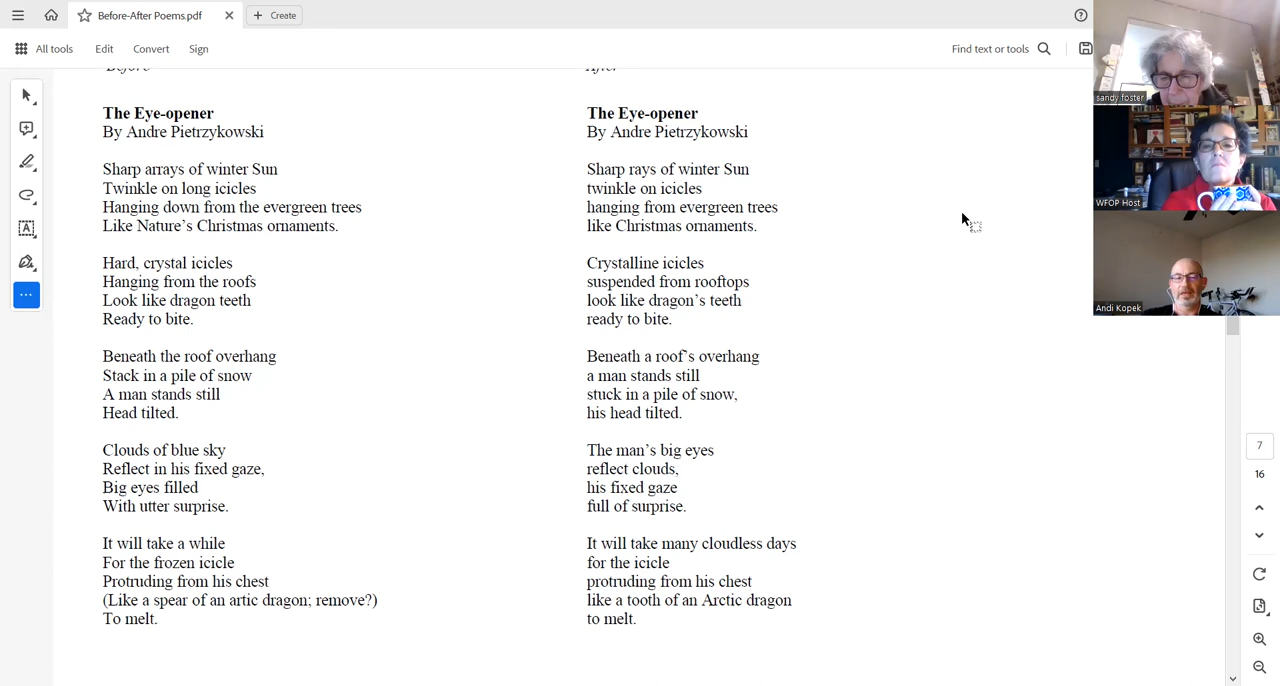 Before-After Poems.pdf
Create
All tools
Edit
Convert
Sign
Find text or tools
Before
The Eye-opener
By Andre Pietrzykowski
Sharp arrays of winter Sun
Twinkle on long icicles
Hanging down from the evergreen trees
Like Nature's Christmas ornaments.
Hard, crystal icicles
Hanging from the roofs
Look like dragon teeth
Ready to bite.
Beneath the roof overhang
Stack in a pile of snow
A man stands still
Head tilted.
Clouds of blue sky
Reflect in his fixed gaze,
Big eyes filled
With utter surprise.
It will take a while
For the frozen icicle
Protruding from his chest
(Like a spear of an artic dragon; remove?)
To melt.
After
The Eye-opener
By Andre Pietrzykowski
Sharp rays of winter Sun
twinkle on icicles
hanging from evergreen trees
like Christmas ornaments.
Crystalline icicles
suspended from rooftops
look like dragon's teeth
ready to bite.
Beneath a roof's overhang
a man stands still
stuck in a pile of snow,
his head tilted.
The man's big eyes
reflect clouds,
his fixed gaze
full of surprise.
It will take many cloudless days
for the icicle
protruding from his chest
like a tooth of an Arctic dragon
to melt.
sandy foster
WFOP Host
Andi Kopek
7
16